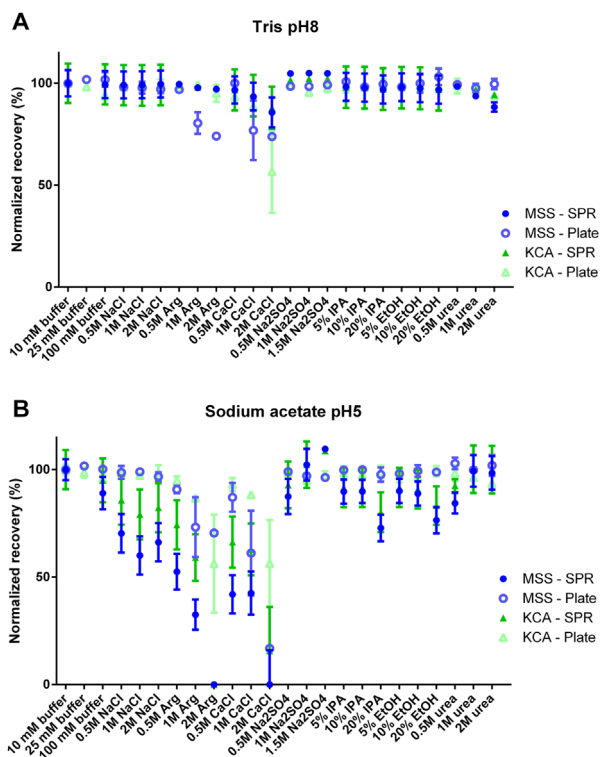 A
Tris pH8
Normalized recovery (%)
150
100
50
0
MSS - SPR
MSS - Plate
KCA - SPR
KCA - Plate
10 mM buffer
25 mM buffer
100 mM buffer
0.5M NaCl
1M NaCl
2M NaCl
0.5M Arg
1M Arg
2M Arg
0.5M CaCl
1M CaCl
2M CaCl
0.5M Na2SO4
1M Na2SO4
1.5M Na2SO4
5% IPA
10% IPA
20% IPA
5% EtOH
10% EtOH
20% EtOH
0.5M urea
1M urea
2M urea
B
Sodium acetate pH5
Normalized recovery (%)
100
50
0
MSS - SPR
MSS - Plate
KCA - SPR
KCA - Plate
10 mM buffer
25 mM buffer
100 mM buffer
0.5M NaCl
1M NaCl
2M NaCl
0.5M Arg
1M Arg
2M Arg
0.5M CaCl
1M CaCl
2M CaCl
0.5M Na2SO4
1M Na2SO4
1.5M Na2SO4
5% IPA
10% IPA
20% IPA
5% EtOH
10% EtOH
20% EtOH
0.5M urea
1M urea
2M urea